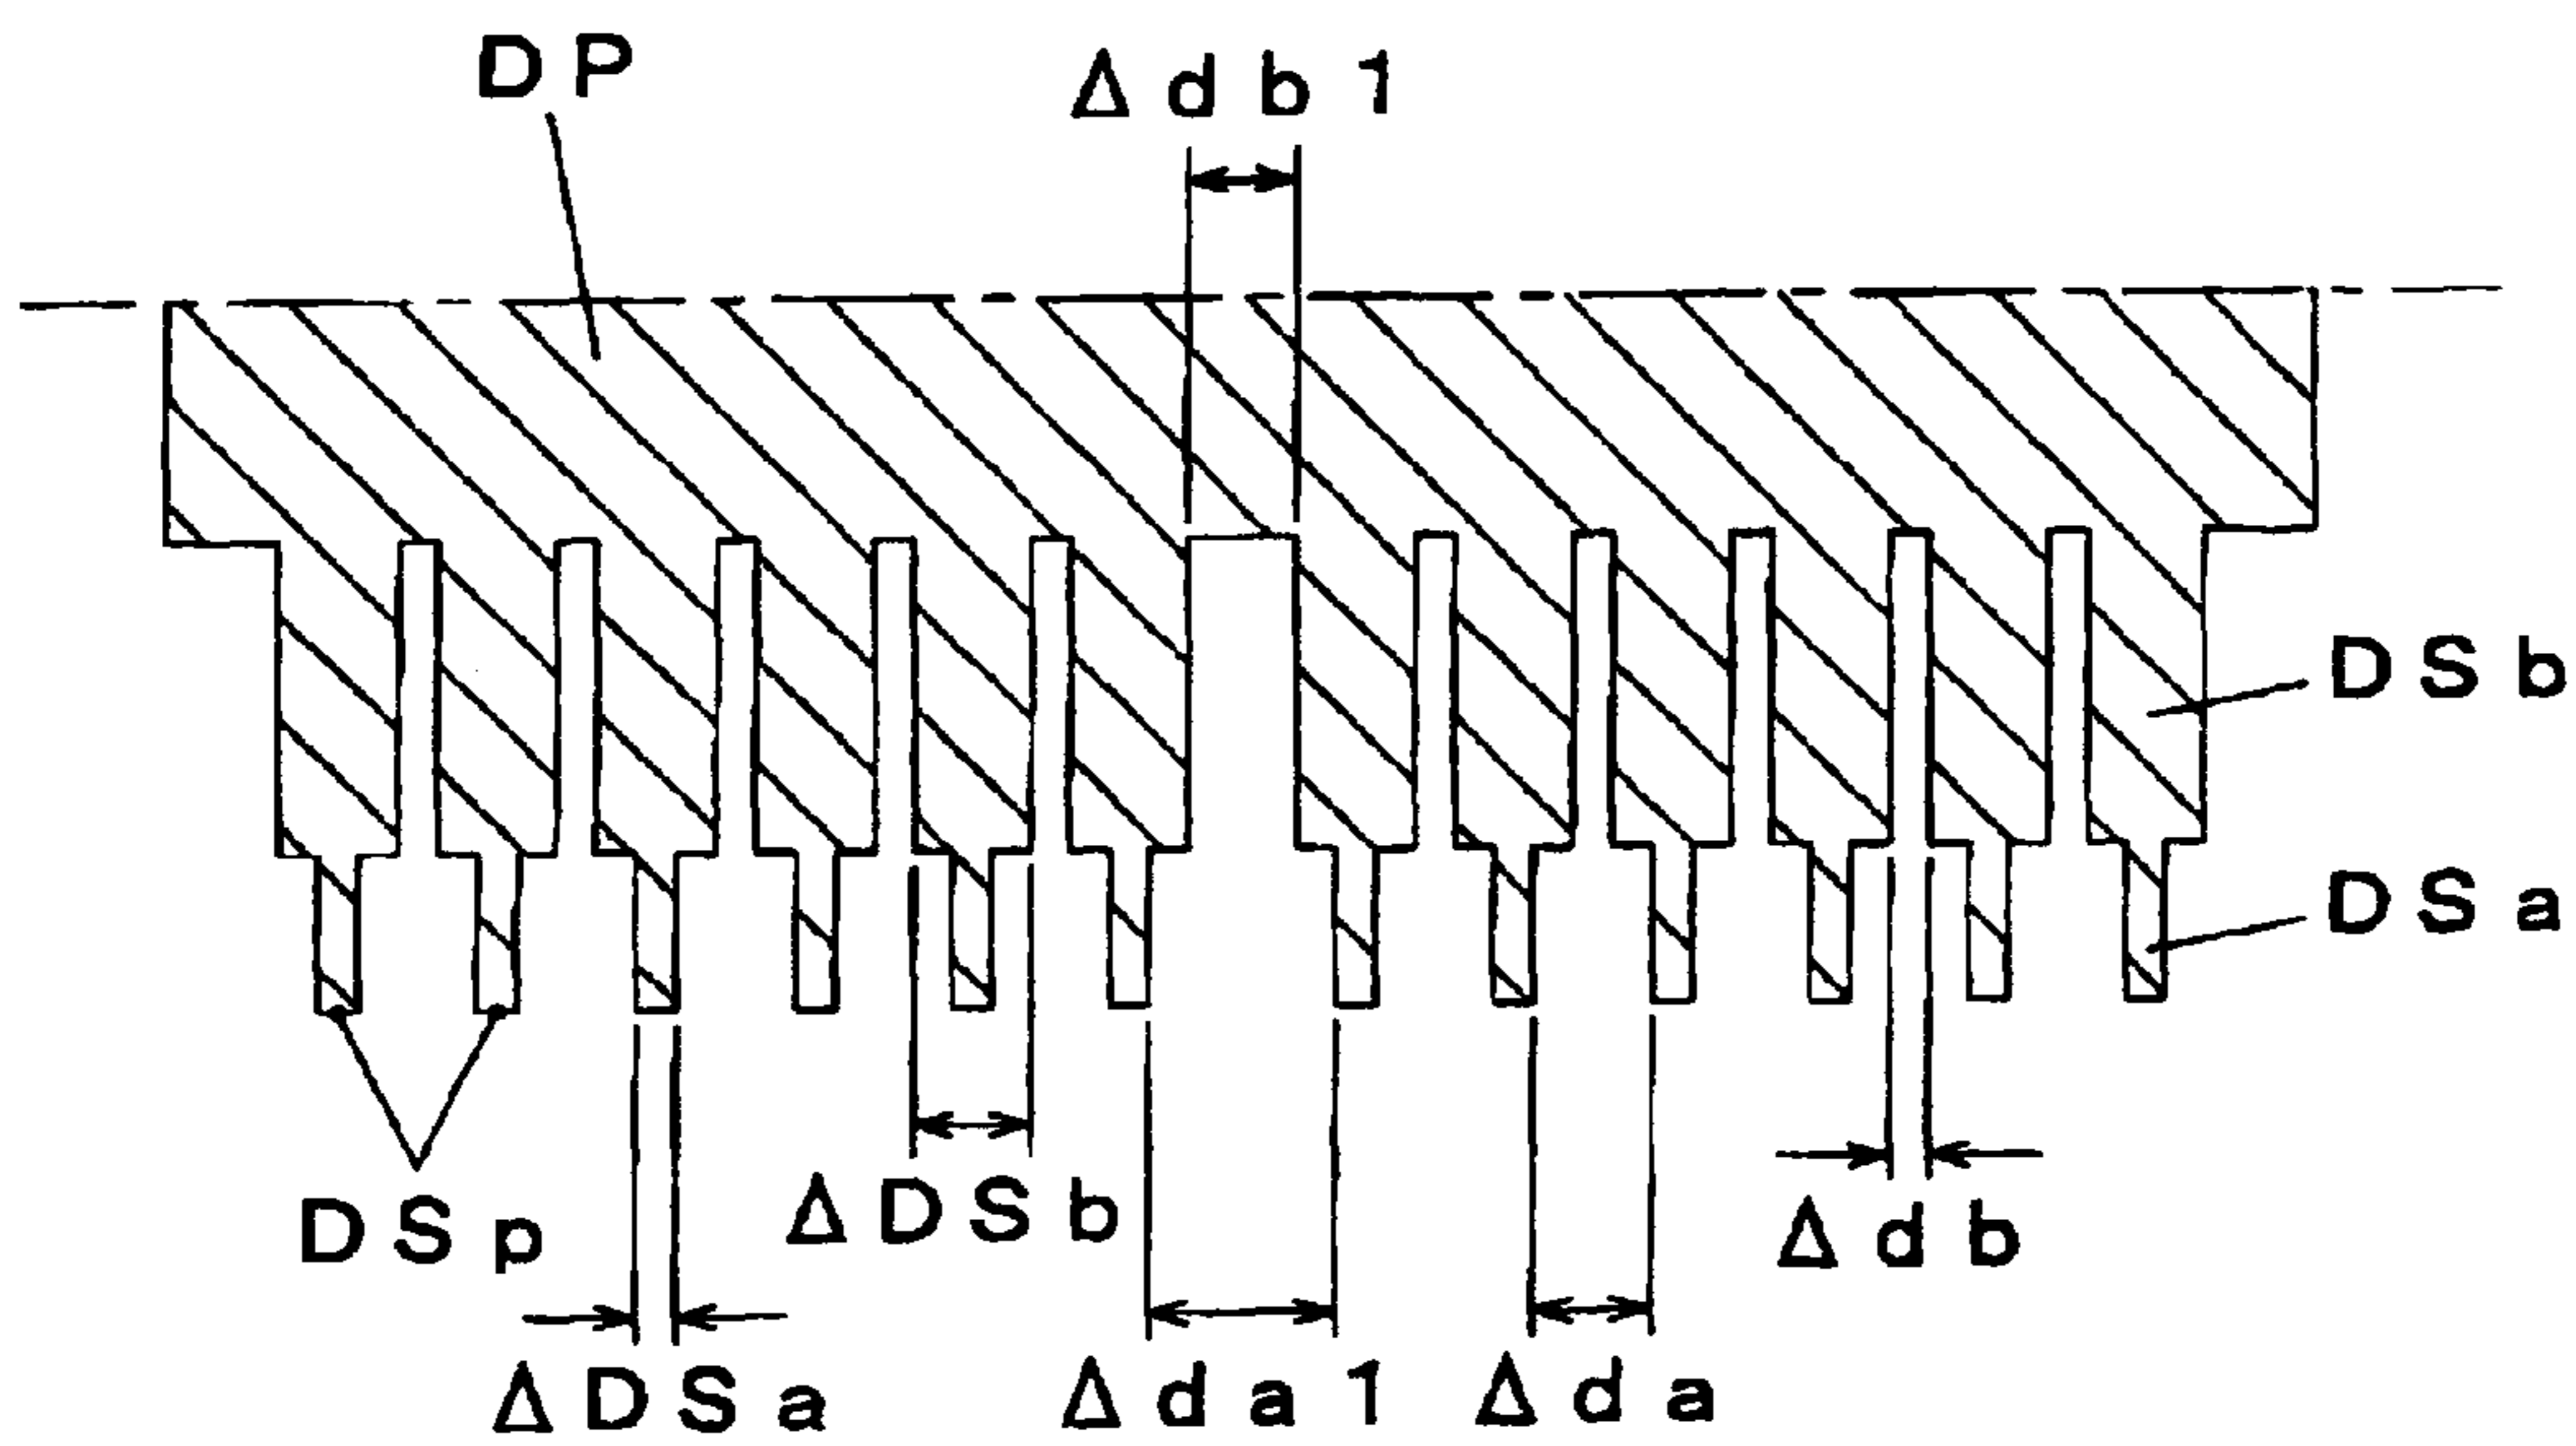 DP
Δdb1
DSb
DSa
DSp
ΔDSb
Δdb
ΔDSa
Δda1
Δda